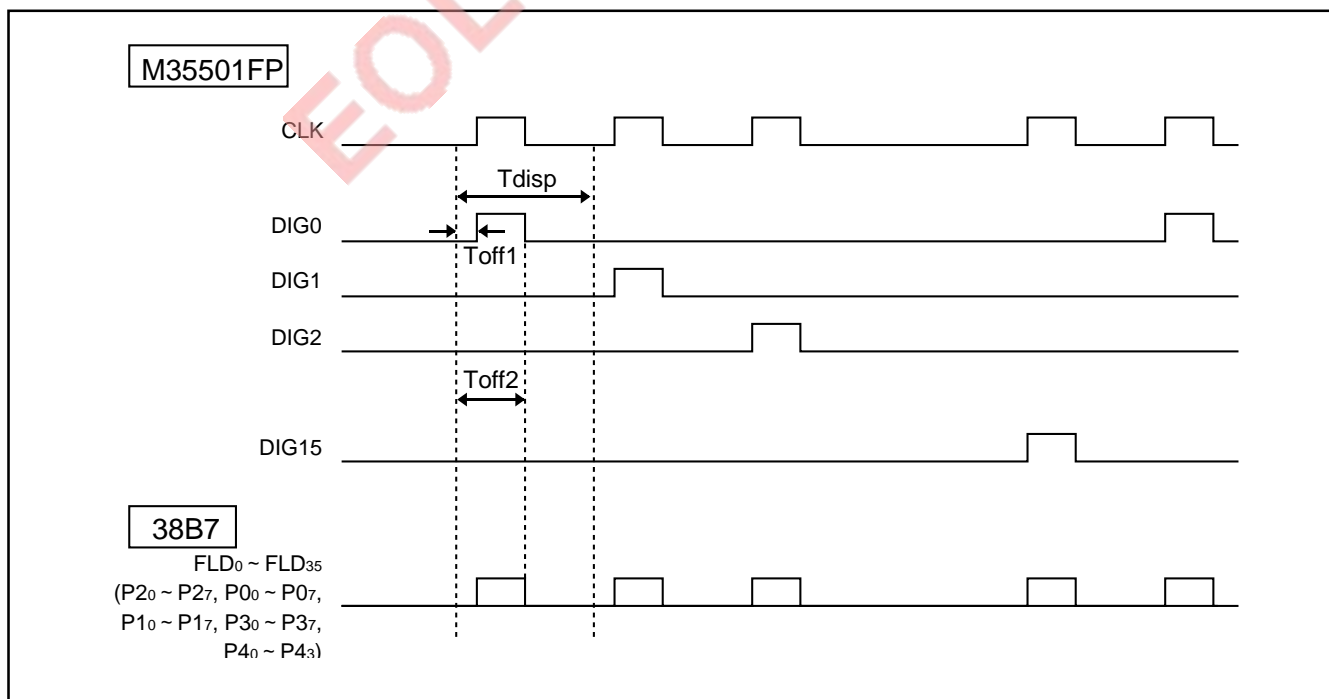 EOL
M35501FP
CLK
Tdisp
DIG0
Toff1
DIG1
DIG2
Toff2
DIG15
38B7
FLD0 ~ FLD35
(P20 ~ P27, P00 ~ P07,
P10 ~ P17, P30 ~ P37,
P40 ~ P43)